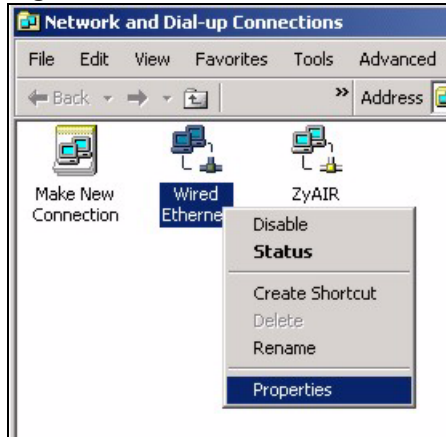 Network and Dial-up Connections
File Edit View Favorites Tools Advanced
Back » Address
Make New Connection
Wired Etherne
ZyAIR
Disable
Status
Create Shortcut
Delete
Rename
Properties